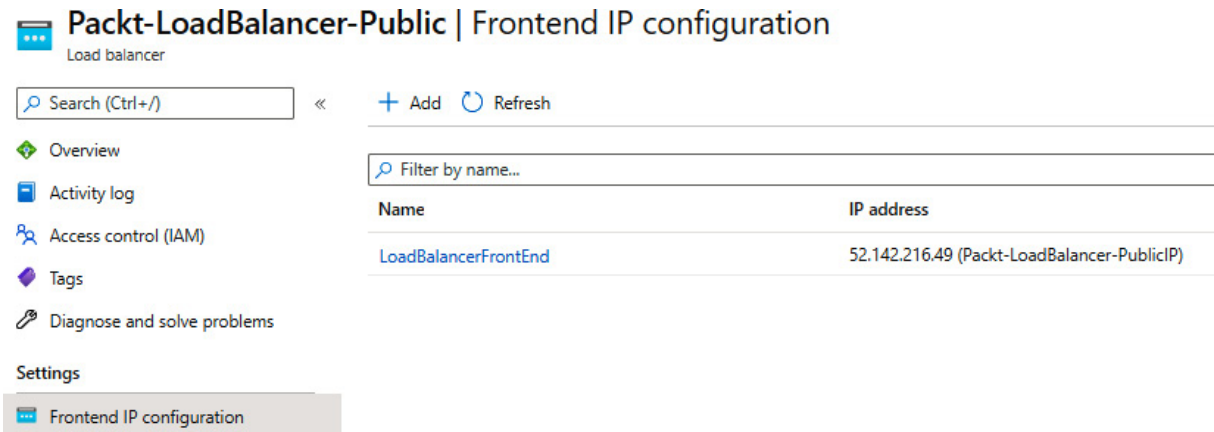 Packt-LoadBalancer-Public | Frontend IP configuration
Load balancer
Search (Ctrl+/)
«
Overview
Activity log
Access control (IAM)
Tags
Diagnose and solve problems
Settings
Frontend IP configuration
+ Add Refresh
Filter by name...
Name IP address
LoadBalancerFrontEnd 52.142.216.49 (Packt-LoadBalancer-PublicIP)